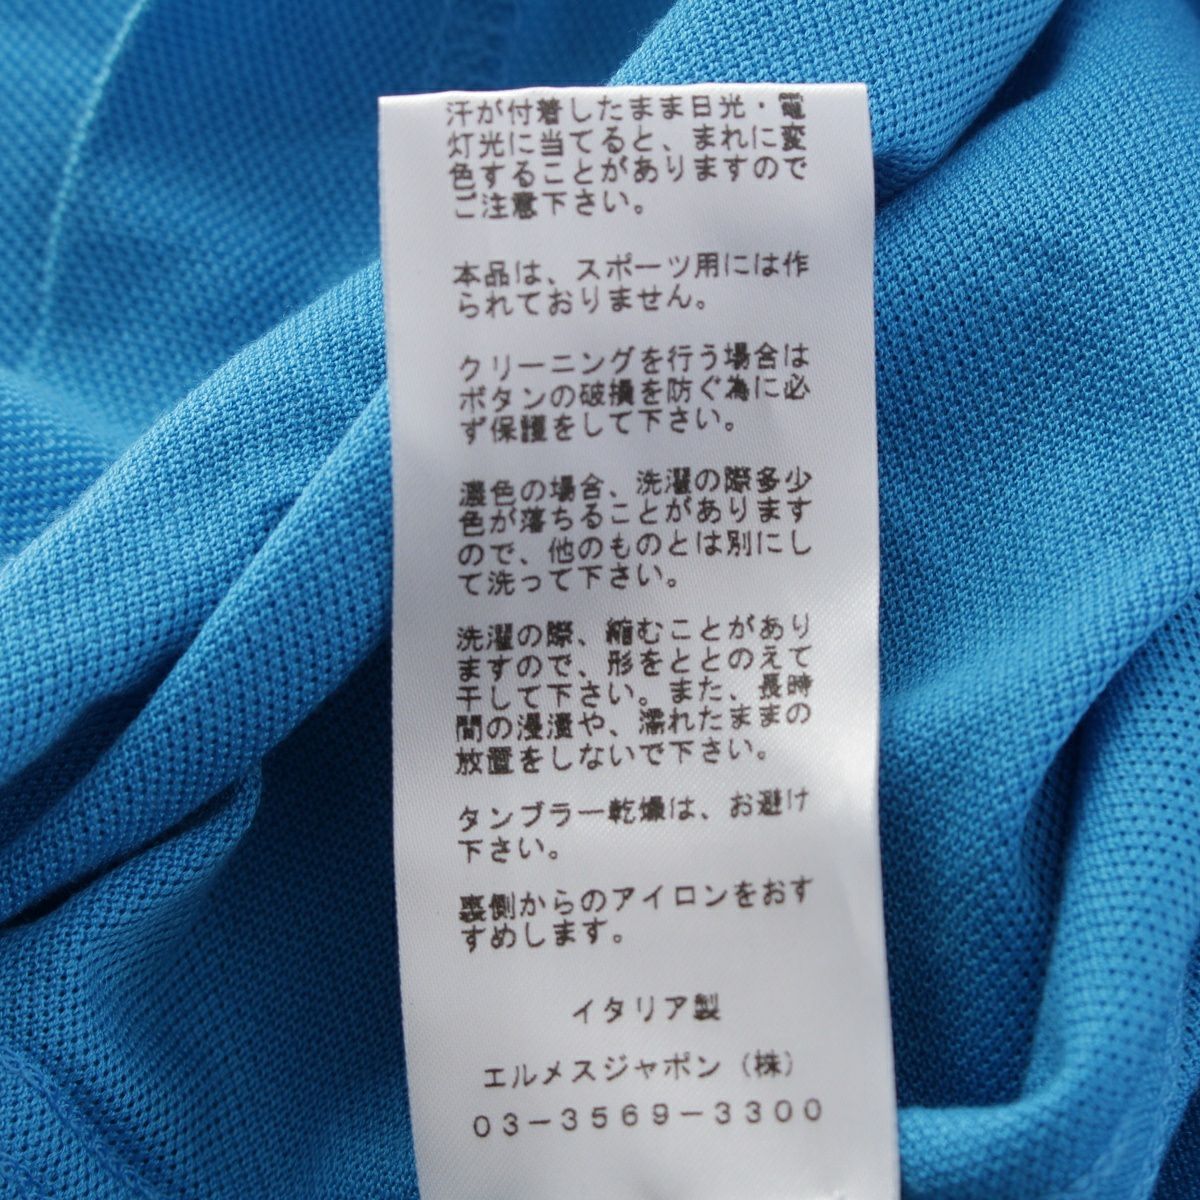 汗が付着したまま日光・電
灯光に当てると、まれに変
色することがありますので
ご注意下さい。
本品は、スポーツ用には作
られておりません。
クリーニングを行う場合は
ボタンの破損を防ぐ為に必
ず保護をして下さい。
濃色の場合、洗濯の際多少
色が落ちることがあります
ので、他のものとは別にし
て洗って下さい。
洗濯の際、縮むことがあり
ますので、形をととのえて
干して下さい。また、長時
間の浸漬や、濡れたままの
放置をしないで下さい。
タンブラー乾燥は、お避け
下さい。
裏側からのアイロンをおす
すめします。
イタリア製
エルメスジャポン（株）
０３－３５６９－３３００